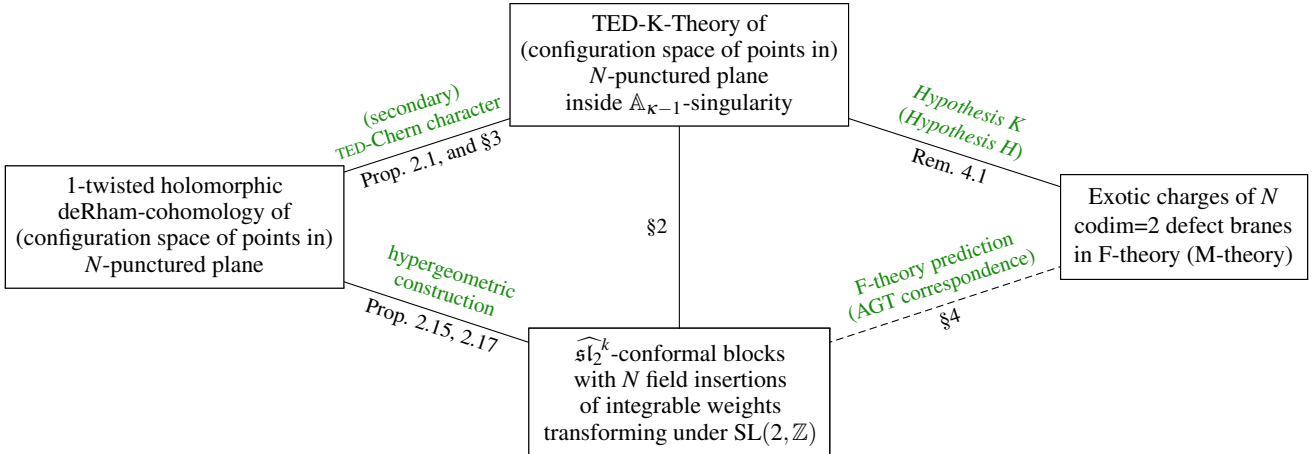 TED-K-Theory of
(configuration space of points in)
N-punctured plane
inside 𝔸κ−1-singularity
(secondary)
TED-Chern character
Prop. 2.1, and §3
Hypothesis K
(Hypothesis H)
Rem. 4.1
1-twisted holomorphic
deRham-cohomology of
(configuration space of points in)
N-punctured plane
§2
Exotic charges of N
codim=2 defect branes
in F-theory (M-theory)
hypergeometric
construction
Prop. 2.15, 2.17
F-theory prediction
(AGT correspondence)
§4
$\widehat{\mathfrak{sl}_2}^k$-conformal blocks
with N field insertions
of integrable weights
transforming under SL(2,ℤ)